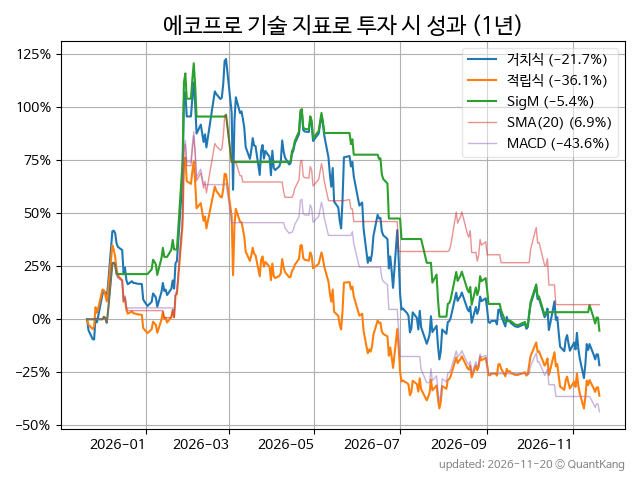 에코프로 기술 지표로 투자 시 성과 (1년)
125%
100%
75%
50%
25%
0%
−25%
−50%
거치식 (−21.7%)
적립식 (−36.1%)
SigM (−5.4%)
SMA(20) (6.9%)
MACD (−43.6%)
2026-01
2026-03
2026-05
2026-07
2026-09
2026-11
updated: 2026-11-20 © QuantKang